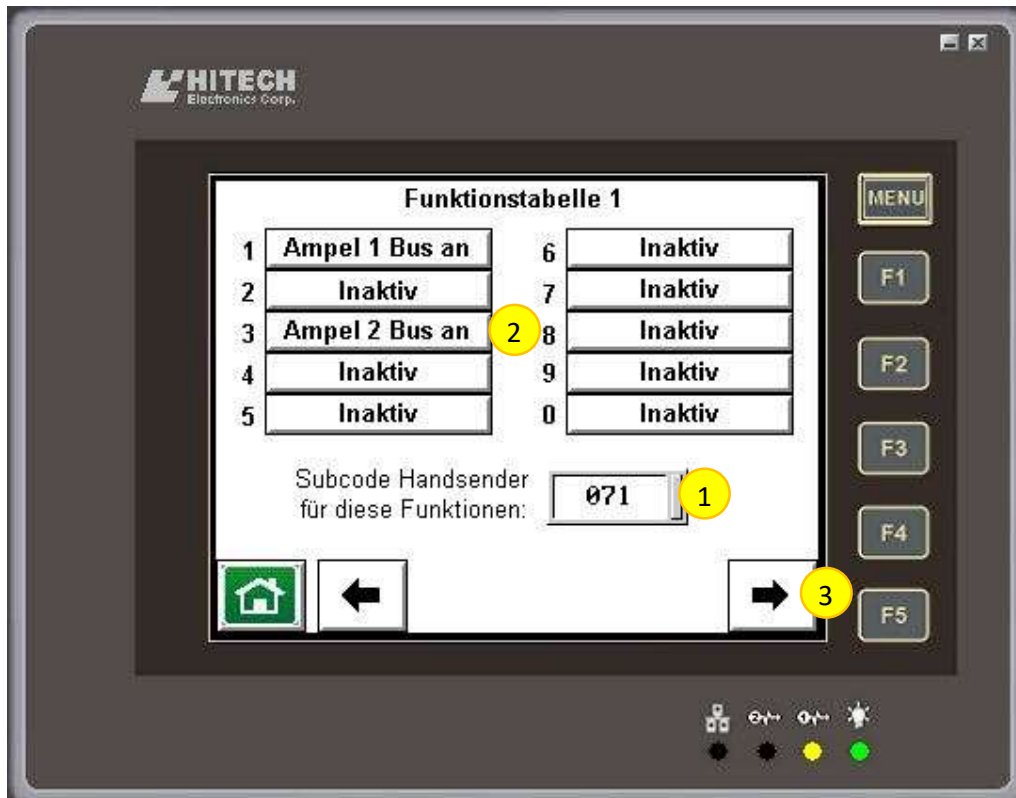 HITECH
Electronics Corp.
Funktionstabelle 1
MENU
1 Ampel 1 Bus an 6 Inaktiv
F1
2 Inaktiv 7 Inaktiv
3 Ampel 2 Bus an 2 8 Inaktiv
F2
4 Inaktiv 9 Inaktiv
5 Inaktiv 0 Inaktiv
F3
Subcode Handsender
für diese Funktionen: 071 1
F4
3
F5